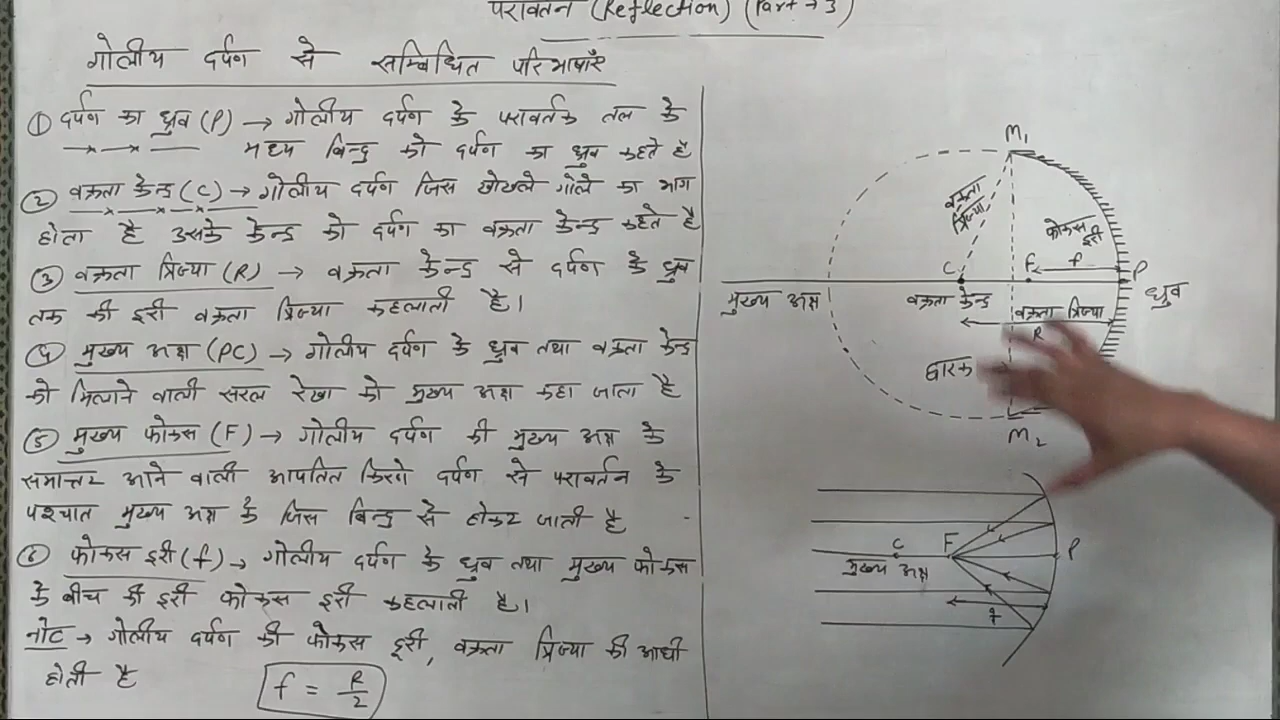 परावर्तन (Reflection) (Part → 3)
गोलीय दर्पण से सम्बिधित परिभाषाएँ
① दर्पण का ध्रुव (P) → गोलीय दर्पण के परावर्तक तल के
मध्य बिन्दु को दर्पण का ध्रुव कहते है
② वक्रता केन्द्र (C) → गोलीय दर्पण जिस खोखले गोले का भाग
होता है उसके केन्द्र को दर्पण का वक्रता केन्द्र कहते है
③ वक्रता त्रिज्या (R) → वक्रता केन्द्र से दर्पण के ध्रुव
तक की दूरी वक्रता त्रिज्या कहलाती है।
④ मुख्य अक्ष (PC) → गोलीय दर्पण के ध्रुव तथा वक्रता केन्द्र
को मिलाने वाली सरल रेखा को मुख्य अक्ष कहा जाता है
⑤ मुख्य फोकस (F) → गोलीय दर्पण की मुख्य अक्ष के
समान्तर आने वाली आपतित किरणे दर्पण से परावर्तन के
पश्चात मुख्य अक्ष के जिस बिन्दु से होकर जाती है
⑥ फोकस दूरी (f) → गोलीय दर्पण के ध्रुव तथा मुख्य फोकस
के बीच की दूरी फोकस दूरी कहलाती है।
नोट → गोलीय दर्पण की फोकस दूरी, वक्रता त्रिज्या की आधी
होती है
f = R/2
M1
वक्रता
त्रिज्या
फोकस
दूरी
C
F
f
P
मुख्य अक्ष
वक्रता केन्द्र
ध्रुव
वक्रता त्रिज्या
R
द्वारक
M2
C
F
P
मुख्य अक्ष
f